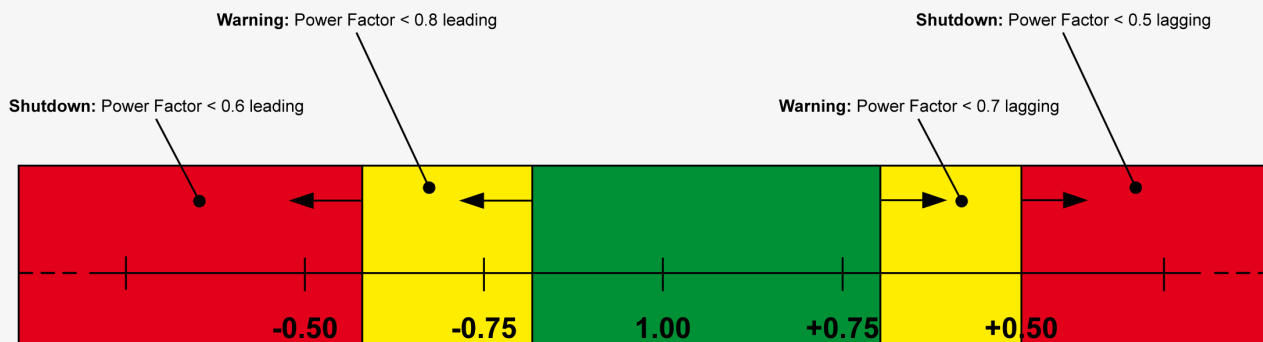 Warning: Power Factor < 0.8 leading
Shutdown: Power Factor < 0.5 lagging
Shutdown: Power Factor < 0.6 leading
Warning: Power Factor < 0.7 lagging
-0.50 -0.75 1.00 +0.75 +0.50